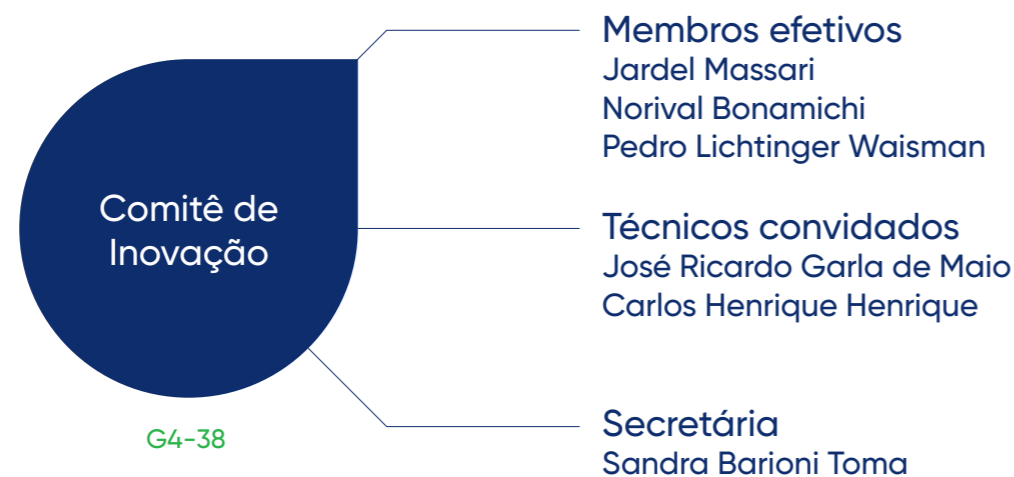 Comitê de
Inovação
G4-38
Membros efetivos
Jardel Massari
Norival Bonamichi
Pedro Lichtinger Waisman
Técnicos convidados
José Ricardo Garla de Maio
Carlos Henrique Henrique
Secretária
Sandra Barioni Toma